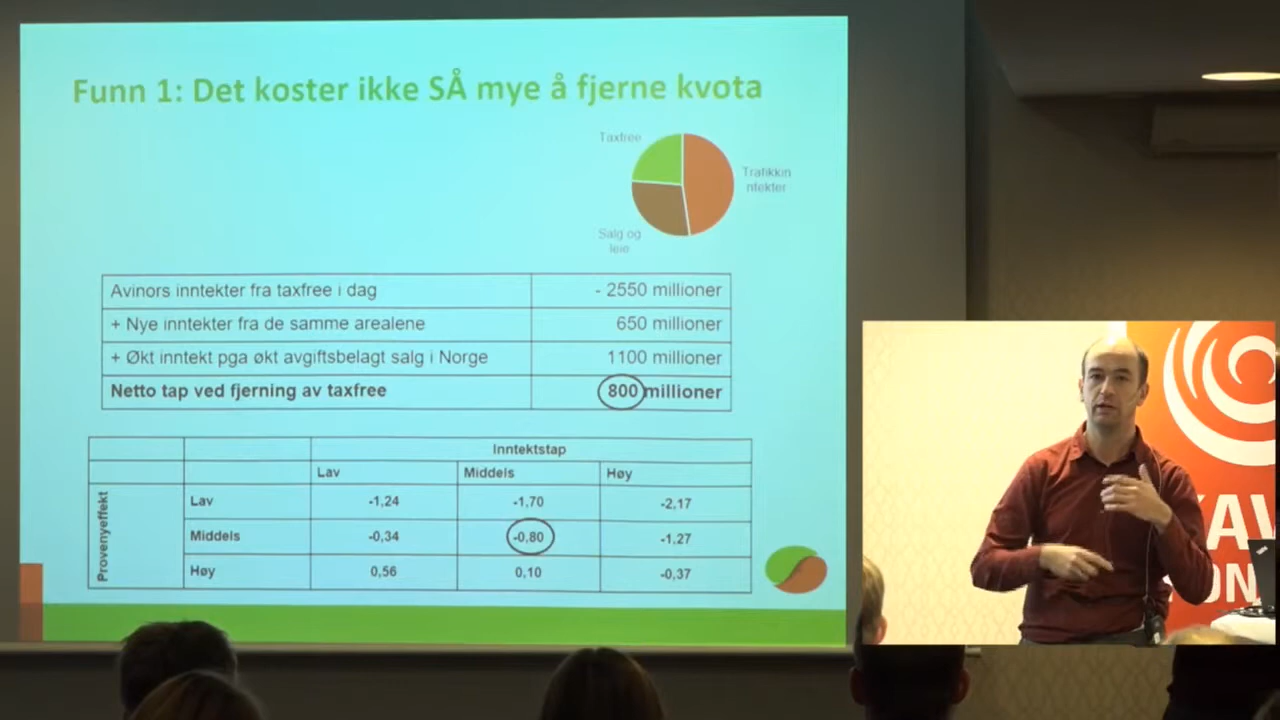 Funn 1: Det koster ikke SÅ mye å fjerne kvota
Taxfree
Trafikkin
ntekter
Salg og
leie
Avinors inntekter fra taxfree i dag - 2550 millioner
+ Nye inntekter fra de samme arealene 650 millioner
+ Økt inntekt pga økt avgiftsbelagt salg i Norge 1100 millioner
Netto tap ved fjerning av taxfree 800 millioner
Inntektstap
Lav Middels Høy
Provenyeffekt
Lav -1,24 -1,70 -2,17
Middels -0,34 -0,80 -1,27
Høy 0,56 0,10 -0,37